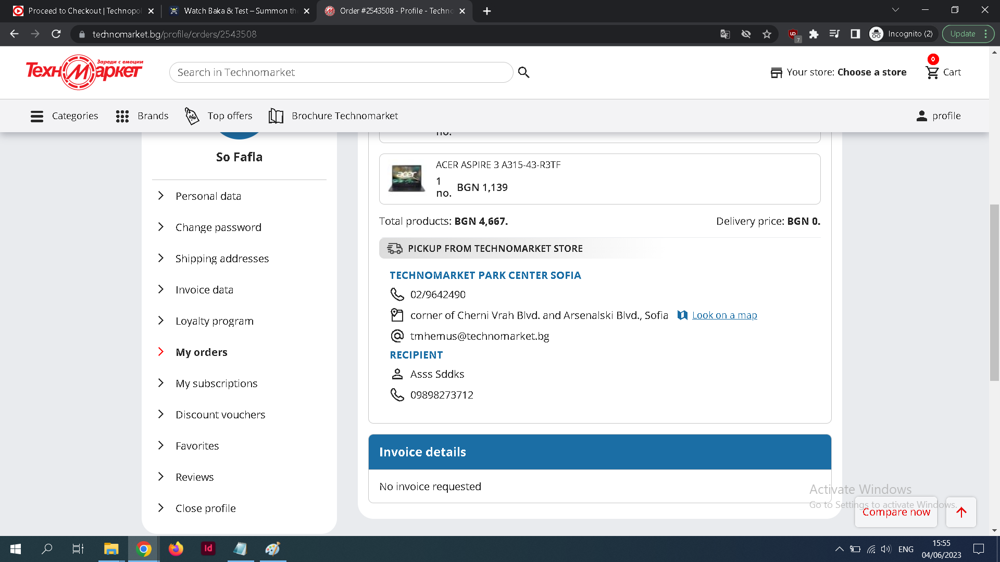 Proceed to Checkout | Technopol
Watch Baka & Test – Summon the
Order #2543508 - Profile - Techno
technomarket.bg/profile/orders/2543508
7
Incognito (2)
Update
Зареди с емоции
ТехноМаркет
Search in Technomarket
Your store: Choose a store
0
Cart
Categories
Brands
Top offers
Brochure Technomarket
profile
So Fafla
Personal data
Change password
Shipping addresses
Invoice data
Loyalty program
My orders
My subscriptions
Discount vouchers
Favorites
Reviews
Close profile
no.
acer
ACER ASPIRE 3 A315-43-R3TF
1
no.
BGN 1,139
Total products: BGN 4,667.
Delivery price: BGN 0.
PICKUP FROM TECHNOMARKET STORE
TECHNOMARKET PARK CENTER SOFIA
02/9642490
corner of Cherni Vrah Blvd. and Arsenalski Blvd., Sofia
Look on a map
tmhemus@technomarket.bg
RECIPIENT
Asss Sddks
09898273712
Invoice details
No invoice requested
Activate Windows
Go to Settings to activate Windows.
Compare now
Id
ENG
15:55
04/06/2023